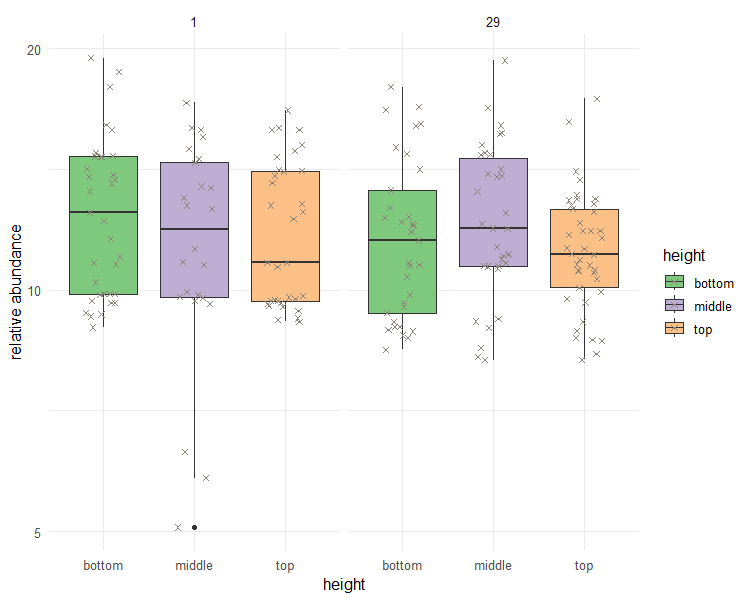 1 29
20
10
5
relative abundance
bottom middle top bottom middle top
height
height
bottom
middle
top